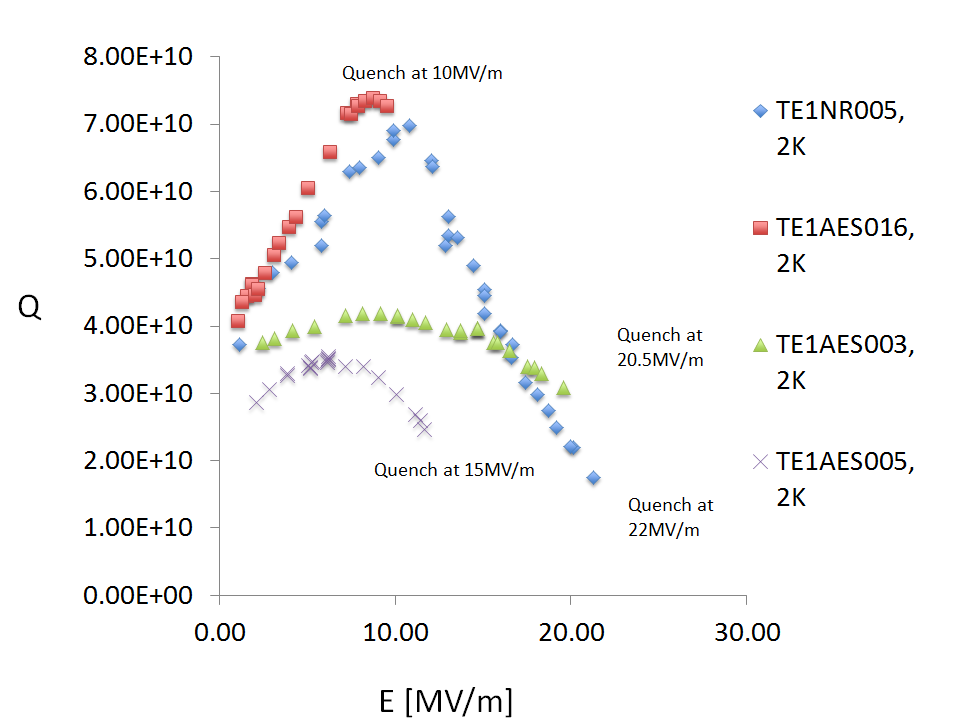 8.00E+10
7.00E+10
6.00E+10
5.00E+10
4.00E+10
3.00E+10
2.00E+10
1.00E+10
0.00E+00
Q
0.00
10.00
20.00
30.00
E [MV/m]
Quench at 10MV/m
Quench at
20.5MV/m
Quench at 15MV/m
Quench at
22MV/m
TE1NR005,
2K
TE1AES016,
2K
TE1AES003,
2K
TE1AES005,
2K